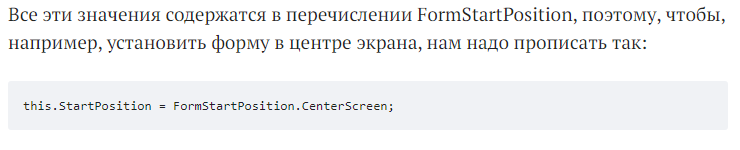 Все эти значения содержатся в перечислении FormStartPosition, поэтому, чтобы,
например, установить форму в центре экрана, нам надо прописать так:
this.StartPosition = FormStartPosition.CenterScreen;